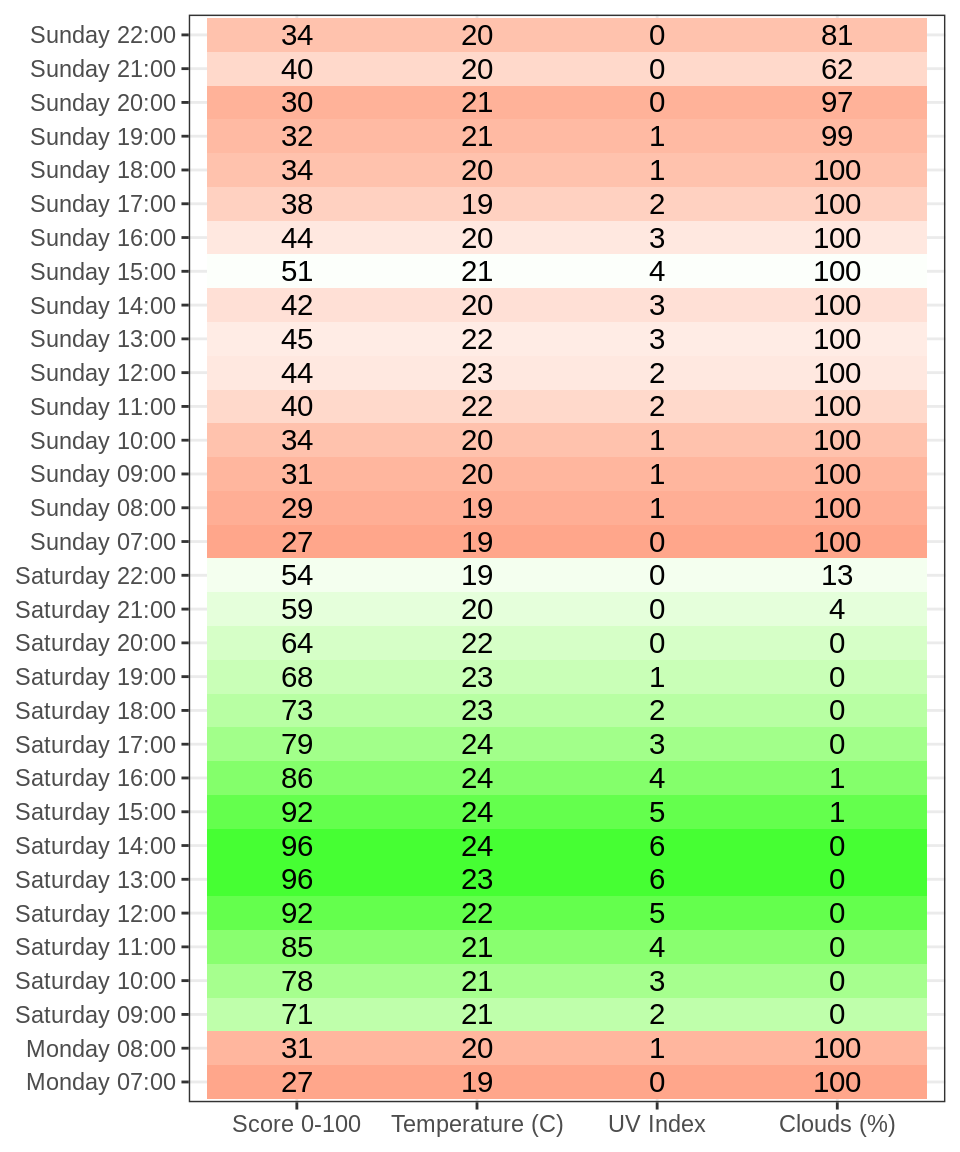 Sunday 22:00 34 20 0 81
Sunday 21:00 40 20 0 62
Sunday 20:00 30 21 0 97
Sunday 19:00 32 21 1 99
Sunday 18:00 34 20 1 100
Sunday 17:00 38 19 2 100
Sunday 16:00 44 20 3 100
Sunday 15:00 51 21 4 100
Sunday 14:00 42 20 3 100
Sunday 13:00 45 22 3 100
Sunday 12:00 44 23 2 100
Sunday 11:00 40 22 2 100
Sunday 10:00 34 20 1 100
Sunday 09:00 31 20 1 100
Sunday 08:00 29 19 1 100
Sunday 07:00 27 19 0 100
Saturday 22:00 54 19 0 13
Saturday 21:00 59 20 0 4
Saturday 20:00 64 22 0 0
Saturday 19:00 68 23 1 0
Saturday 18:00 73 23 2 0
Saturday 17:00 79 24 3 0
Saturday 16:00 86 24 4 1
Saturday 15:00 92 24 5 1
Saturday 14:00 96 24 6 0
Saturday 13:00 96 23 6 0
Saturday 12:00 92 22 5 0
Saturday 11:00 85 21 4 0
Saturday 10:00 78 21 3 0
Saturday 09:00 71 21 2 0
Monday 08:00 31 20 1 100
Monday 07:00 27 19 0 100
Score 0-100 Temperature (C) UV Index Clouds (%)